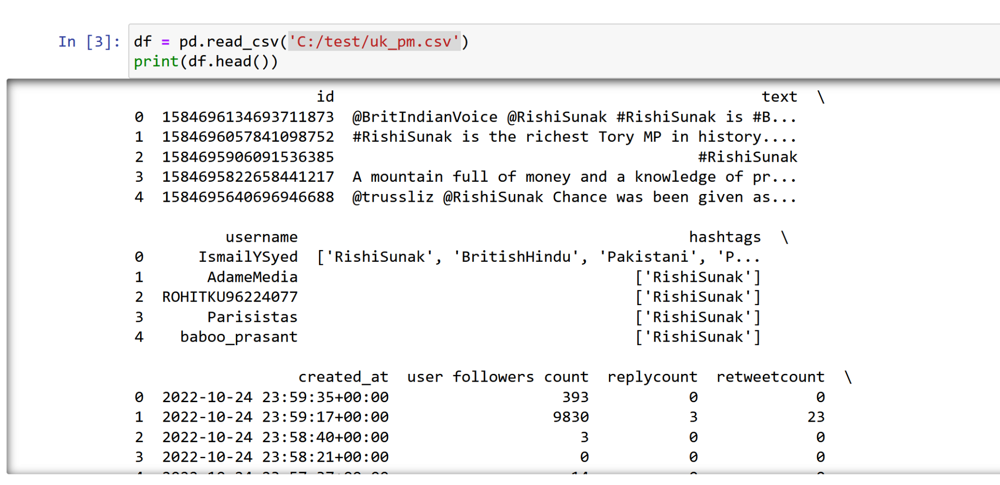 In [3]: df = pd.read_csv('C:/test/uk_pm.csv')
print(df.head())
id text \
0 1584696134693711873 @BritIndianVoice @RishiSunak #RishiSunak is #B...
1 1584696057841098752 #RishiSunak is the richest Tory MP in history....
2 1584695906091536385 #RishiSunak
3 1584695822658441217 A mountain full of money and a knowledge of pr...
4 1584695640696946688 @trussliz @RishiSunak Chance was been given as...
username hashtags \
0 IsmailYSyed ['RishiSunak', 'BritishHindu', 'Pakistani', 'P...
1 AdameMedia ['RishiSunak']
2 ROHITKU96224077 ['RishiSunak']
3 Parisistas ['RishiSunak']
4 baboo_prasant ['RishiSunak']
created_at user followers count replycount retweetcount \
0 2022-10-24 23:59:35+00:00 393 0 0
1 2022-10-24 23:59:17+00:00 9830 3 23
2 2022-10-24 23:58:40+00:00 3 0 0
3 2022-10-24 23:58:21+00:00 0 0 0